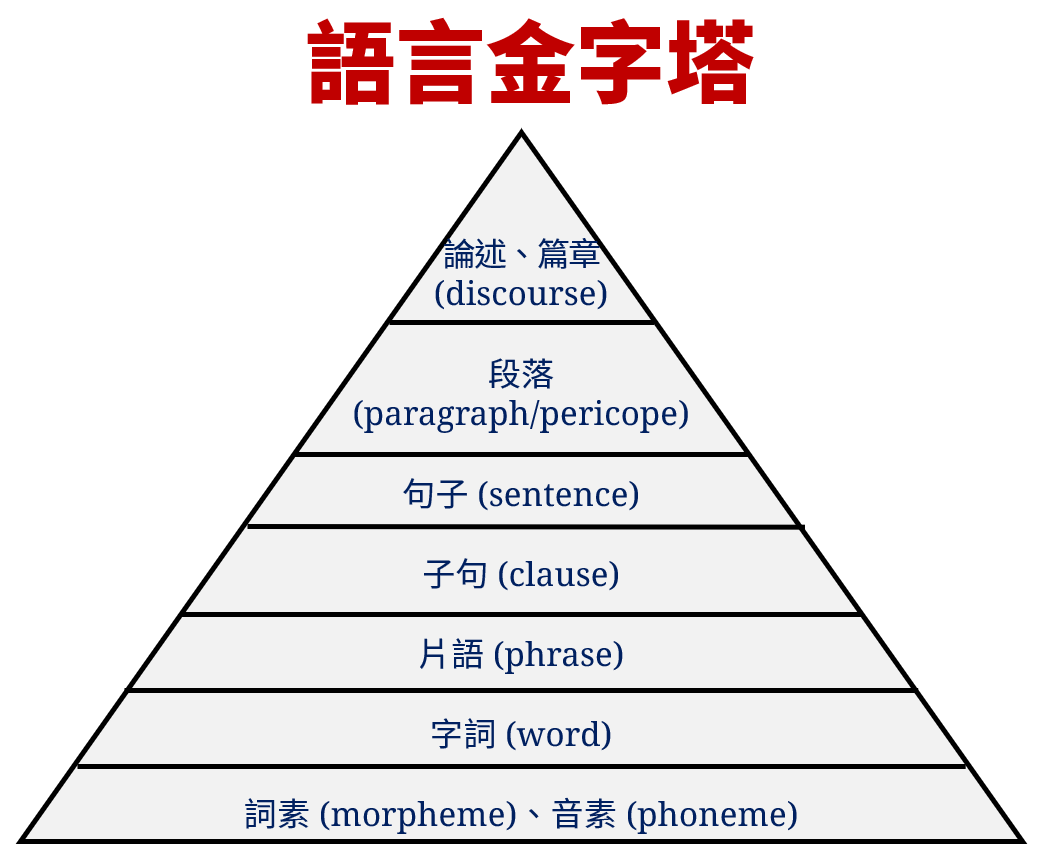 語言金字塔
論述、篇章
(discourse)
段落
(paragraph/pericope)
句子 (sentence)
子句 (clause)
片語 (phrase)
字詞 (word)
詞素 (morpheme)、音素 (phoneme)